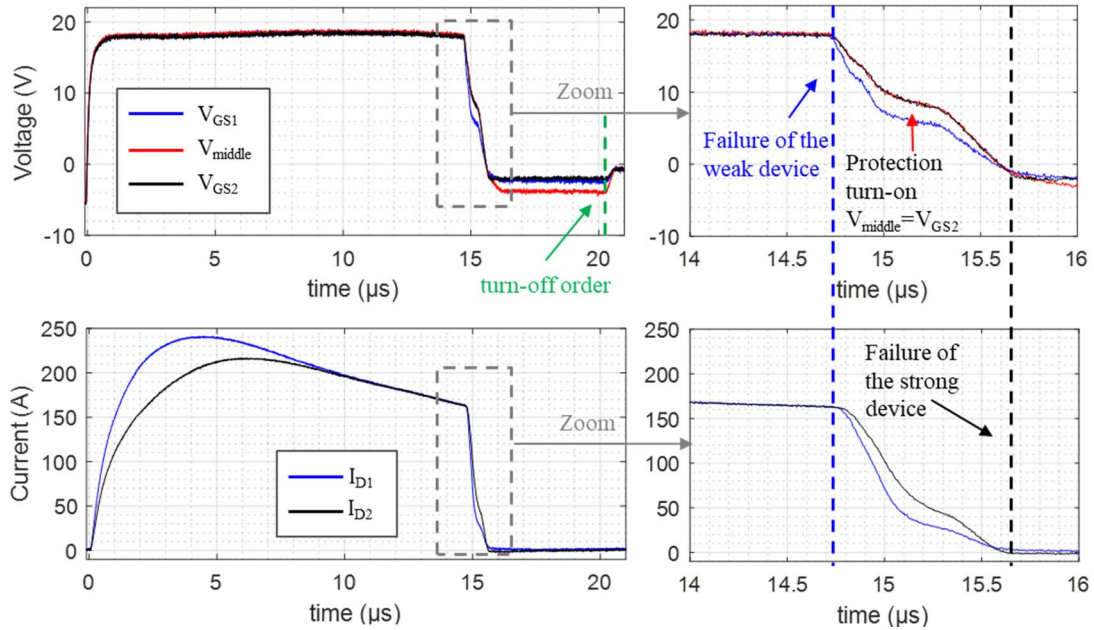 20
10
0
-10
Voltage (V)
V_GS1
V_middle
V_GS2
Zoom
turn-off order
0
5
10
15
20
time (µs)
20
10
0
-10
Failure of the
weak device
Protection
turn-on
V_middle=V_GS2
14
14.5
15
15.5
16
time (µs)
250
200
150
100
50
0
Current (A)
I_D1
I_D2
Zoom
0
5
10
15
20
time (µs)
250
200
150
100
50
0
Failure of
the strong
device
14
14.5
15
15.5
16
time (µs)